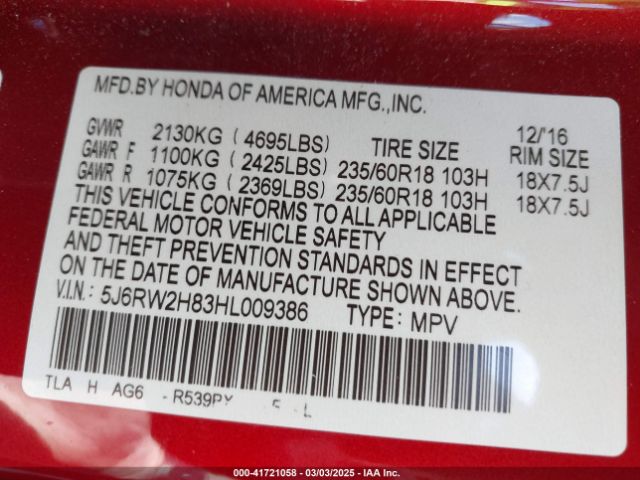 MFD.BY HONDA OF AMERICA MFG.,INC.
12/'16
GVWR 2130KG (4695LBS) TIRE SIZE RIM SIZE
GAWR F 1100KG (2425LBS) 235/60R18 103H 18X7.5J
GAWR R 1075KG (2369LBS) 235/60R18 103H 18X7.5J
THIS VEHICLE CONFORMS TO ALL APPLICABLE
FEDERAL MOTOR VEHICLE SAFETY
AND THEFT PREVENTION STANDARDS IN EFFECT
ON THE DATE OF MANUFACTURE SHOWN ABOVE.
V.I.N.: 5J6RW2H83HL009386 TYPE: MPV
TLA H AG6 - R539PX 5 - L
000-41721058 - 03/03/2025 - IAA Inc.